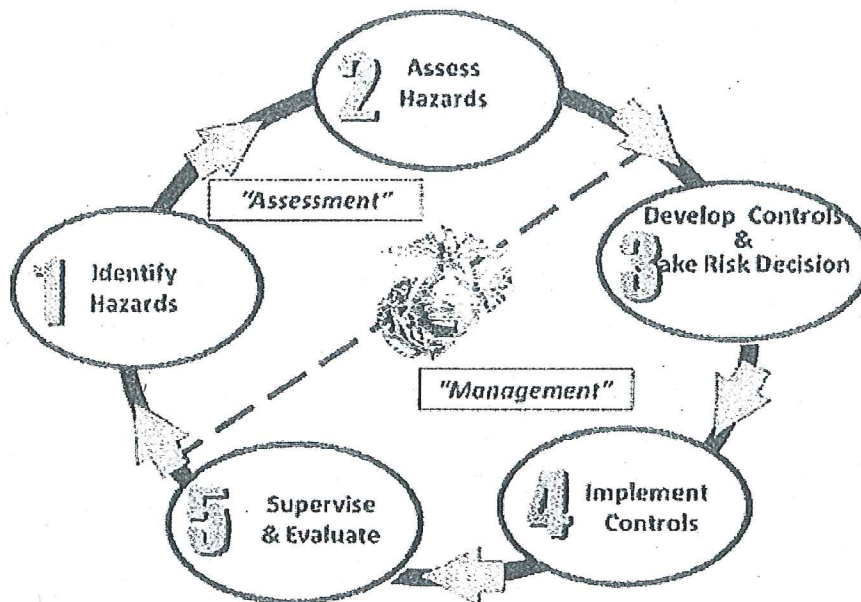 2 Assess
Hazards
"Assessment"
1 Identify
Hazards
Develop Controls
&
3 ake Risk Decision
"Management"
4 Implement
Controls
5 Supervise
& Evaluate